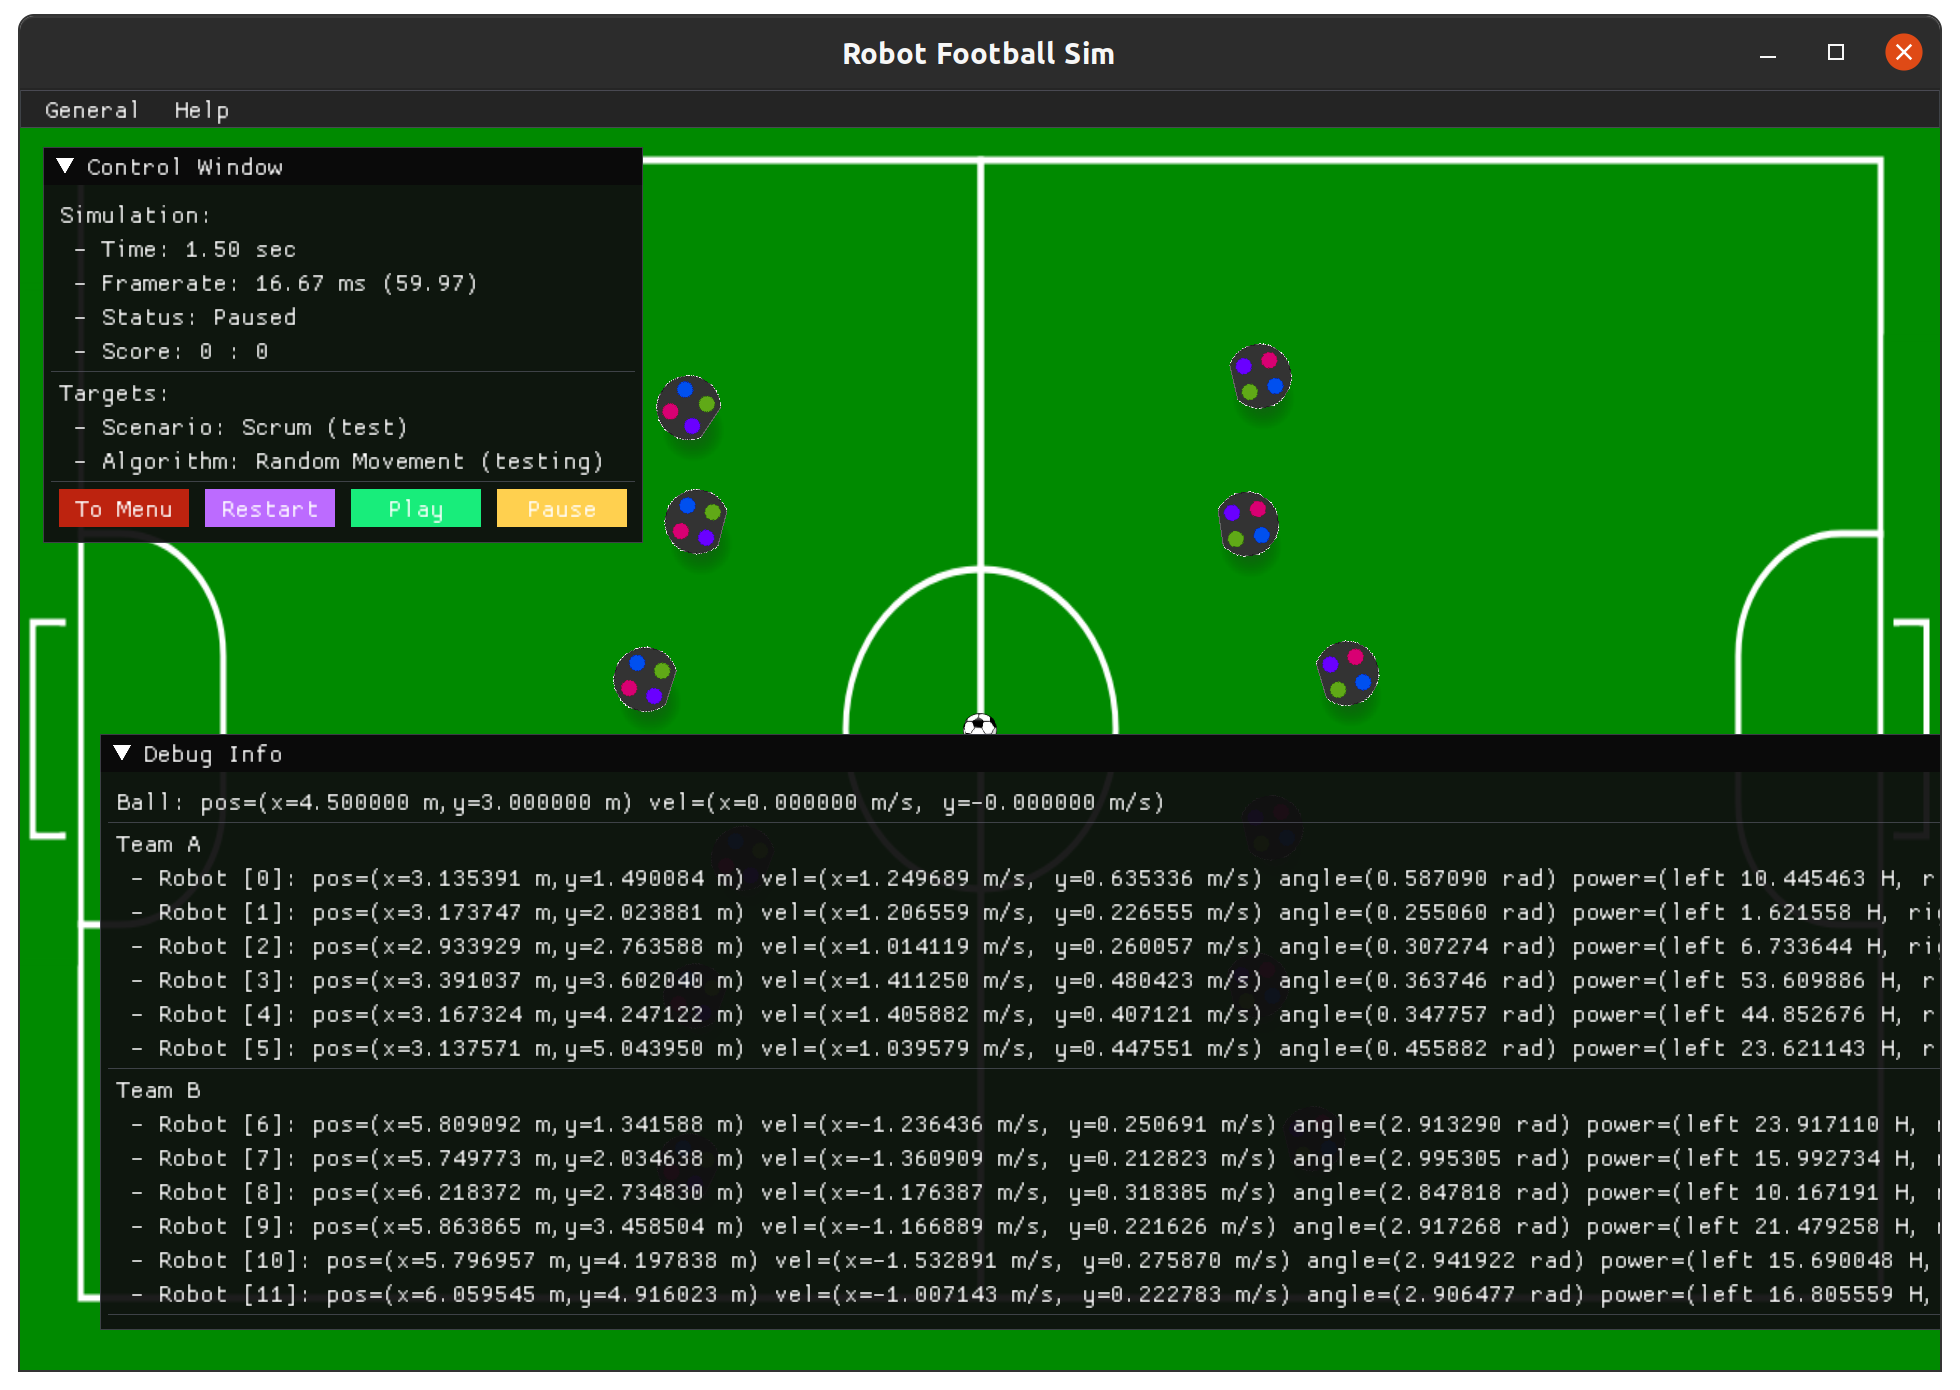 Robot Football Sim
General Help
Control Window
Simulation:
- Time: 1.50 sec
- Framerate: 16.67 ms (59.97)
- Status: Paused
- Score: 0 : 0
Targets:
- Scenario: Scrum (test)
- Algorithm: Random Movement (testing)
To Menu Restart Play Pause
Debug Info
Ball: pos=(x=4.500000 m,y=3.000000 m) vel=(x=0.000000 m/s, y=-0.000000 m/s)
Team A
- Robot [0]: pos=(x=3.135391 m,y=1.490084 m) vel=(x=1.249689 m/s, y=0.635336 m/s) angle=(0.587090 rad) power=(left 10.445463 H, r
- Robot [1]: pos=(x=3.173747 m,y=2.023881 m) vel=(x=1.206559 m/s, y=0.226555 m/s) angle=(0.255060 rad) power=(left 1.621558 H, ri
- Robot [2]: pos=(x=2.933929 m,y=2.763588 m) vel=(x=1.014119 m/s, y=0.260057 m/s) angle=(0.307274 rad) power=(left 6.733644 H, ri
- Robot [3]: pos=(x=3.391037 m,y=3.602040 m) vel=(x=1.411250 m/s, y=0.480423 m/s) angle=(0.363746 rad) power=(left 53.609886 H, r
- Robot [4]: pos=(x=3.167324 m,y=4.247122 m) vel=(x=1.405882 m/s, y=0.407121 m/s) angle=(0.347757 rad) power=(left 44.852676 H, r
- Robot [5]: pos=(x=3.137571 m,y=5.043950 m) vel=(x=1.039579 m/s, y=0.447551 m/s) angle=(0.455882 rad) power=(left 23.621143 H, r
Team B
- Robot [6]: pos=(x=5.809092 m,y=1.341588 m) vel=(x=-1.236436 m/s, y=0.250691 m/s) angle=(2.913290 rad) power=(left 23.917110 H,
- Robot [7]: pos=(x=5.749773 m,y=2.034638 m) vel=(x=-1.360909 m/s, y=0.212823 m/s) angle=(2.995305 rad) power=(left 15.992734 H,
- Robot [8]: pos=(x=6.218372 m,y=2.734830 m) vel=(x=-1.176387 m/s, y=0.318385 m/s) angle=(2.847818 rad) power=(left 10.167191 H,
- Robot [9]: pos=(x=5.863865 m,y=3.458504 m) vel=(x=-1.166889 m/s, y=0.221626 m/s) angle=(2.917268 rad) power=(left 21.479258 H,
- Robot [10]: pos=(x=5.796957 m,y=4.197838 m) vel=(x=-1.532891 m/s, y=0.275870 m/s) angle=(2.941922 rad) power=(left 15.690048 H,
- Robot [11]: pos=(x=6.059545 m,y=4.916023 m) vel=(x=-1.007143 m/s, y=0.222783 m/s) angle=(2.906477 rad) power=(left 16.805559 H,